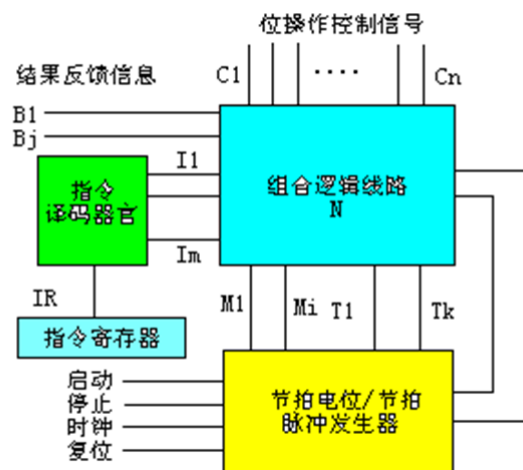 位操作控制信号
结果反馈信息
C1
····
Cn
B1
Bj
I1
指令
译码器官
组合逻辑线路
N
Im
IR
M1
Mi
T1
Tk
指令寄存器
启动
停止
时钟
复位
节拍电位/节拍
脉冲发生器